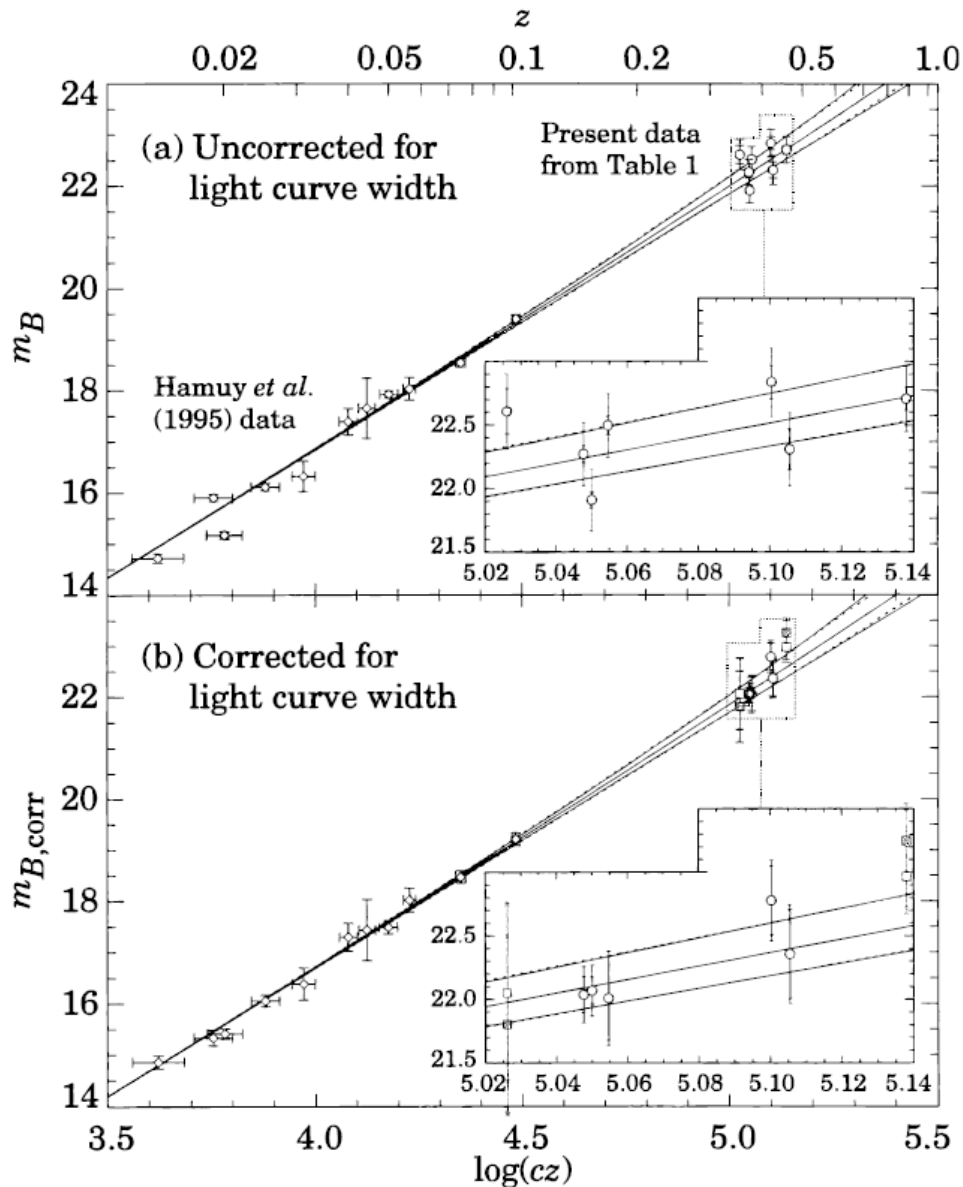 z
0.02 0.05 0.1 0.2 0.5 1.0
24
22
20
18
16
14
m_B
(a) Uncorrected for
light curve width
Present data
from Table 1
Hamuy et al.
(1995) data
22.5
22.0
21.5
5.02 5.04 5.06 5.08 5.10 5.12 5.14
(b) Corrected for
light curve width
22
20
18
16
14
m_B,corr
22.5
22.0
21.5
5.02 5.04 5.06 5.08 5.10 5.12 5.14
3.5 4.0 4.5 5.0 5.5
log(cz)